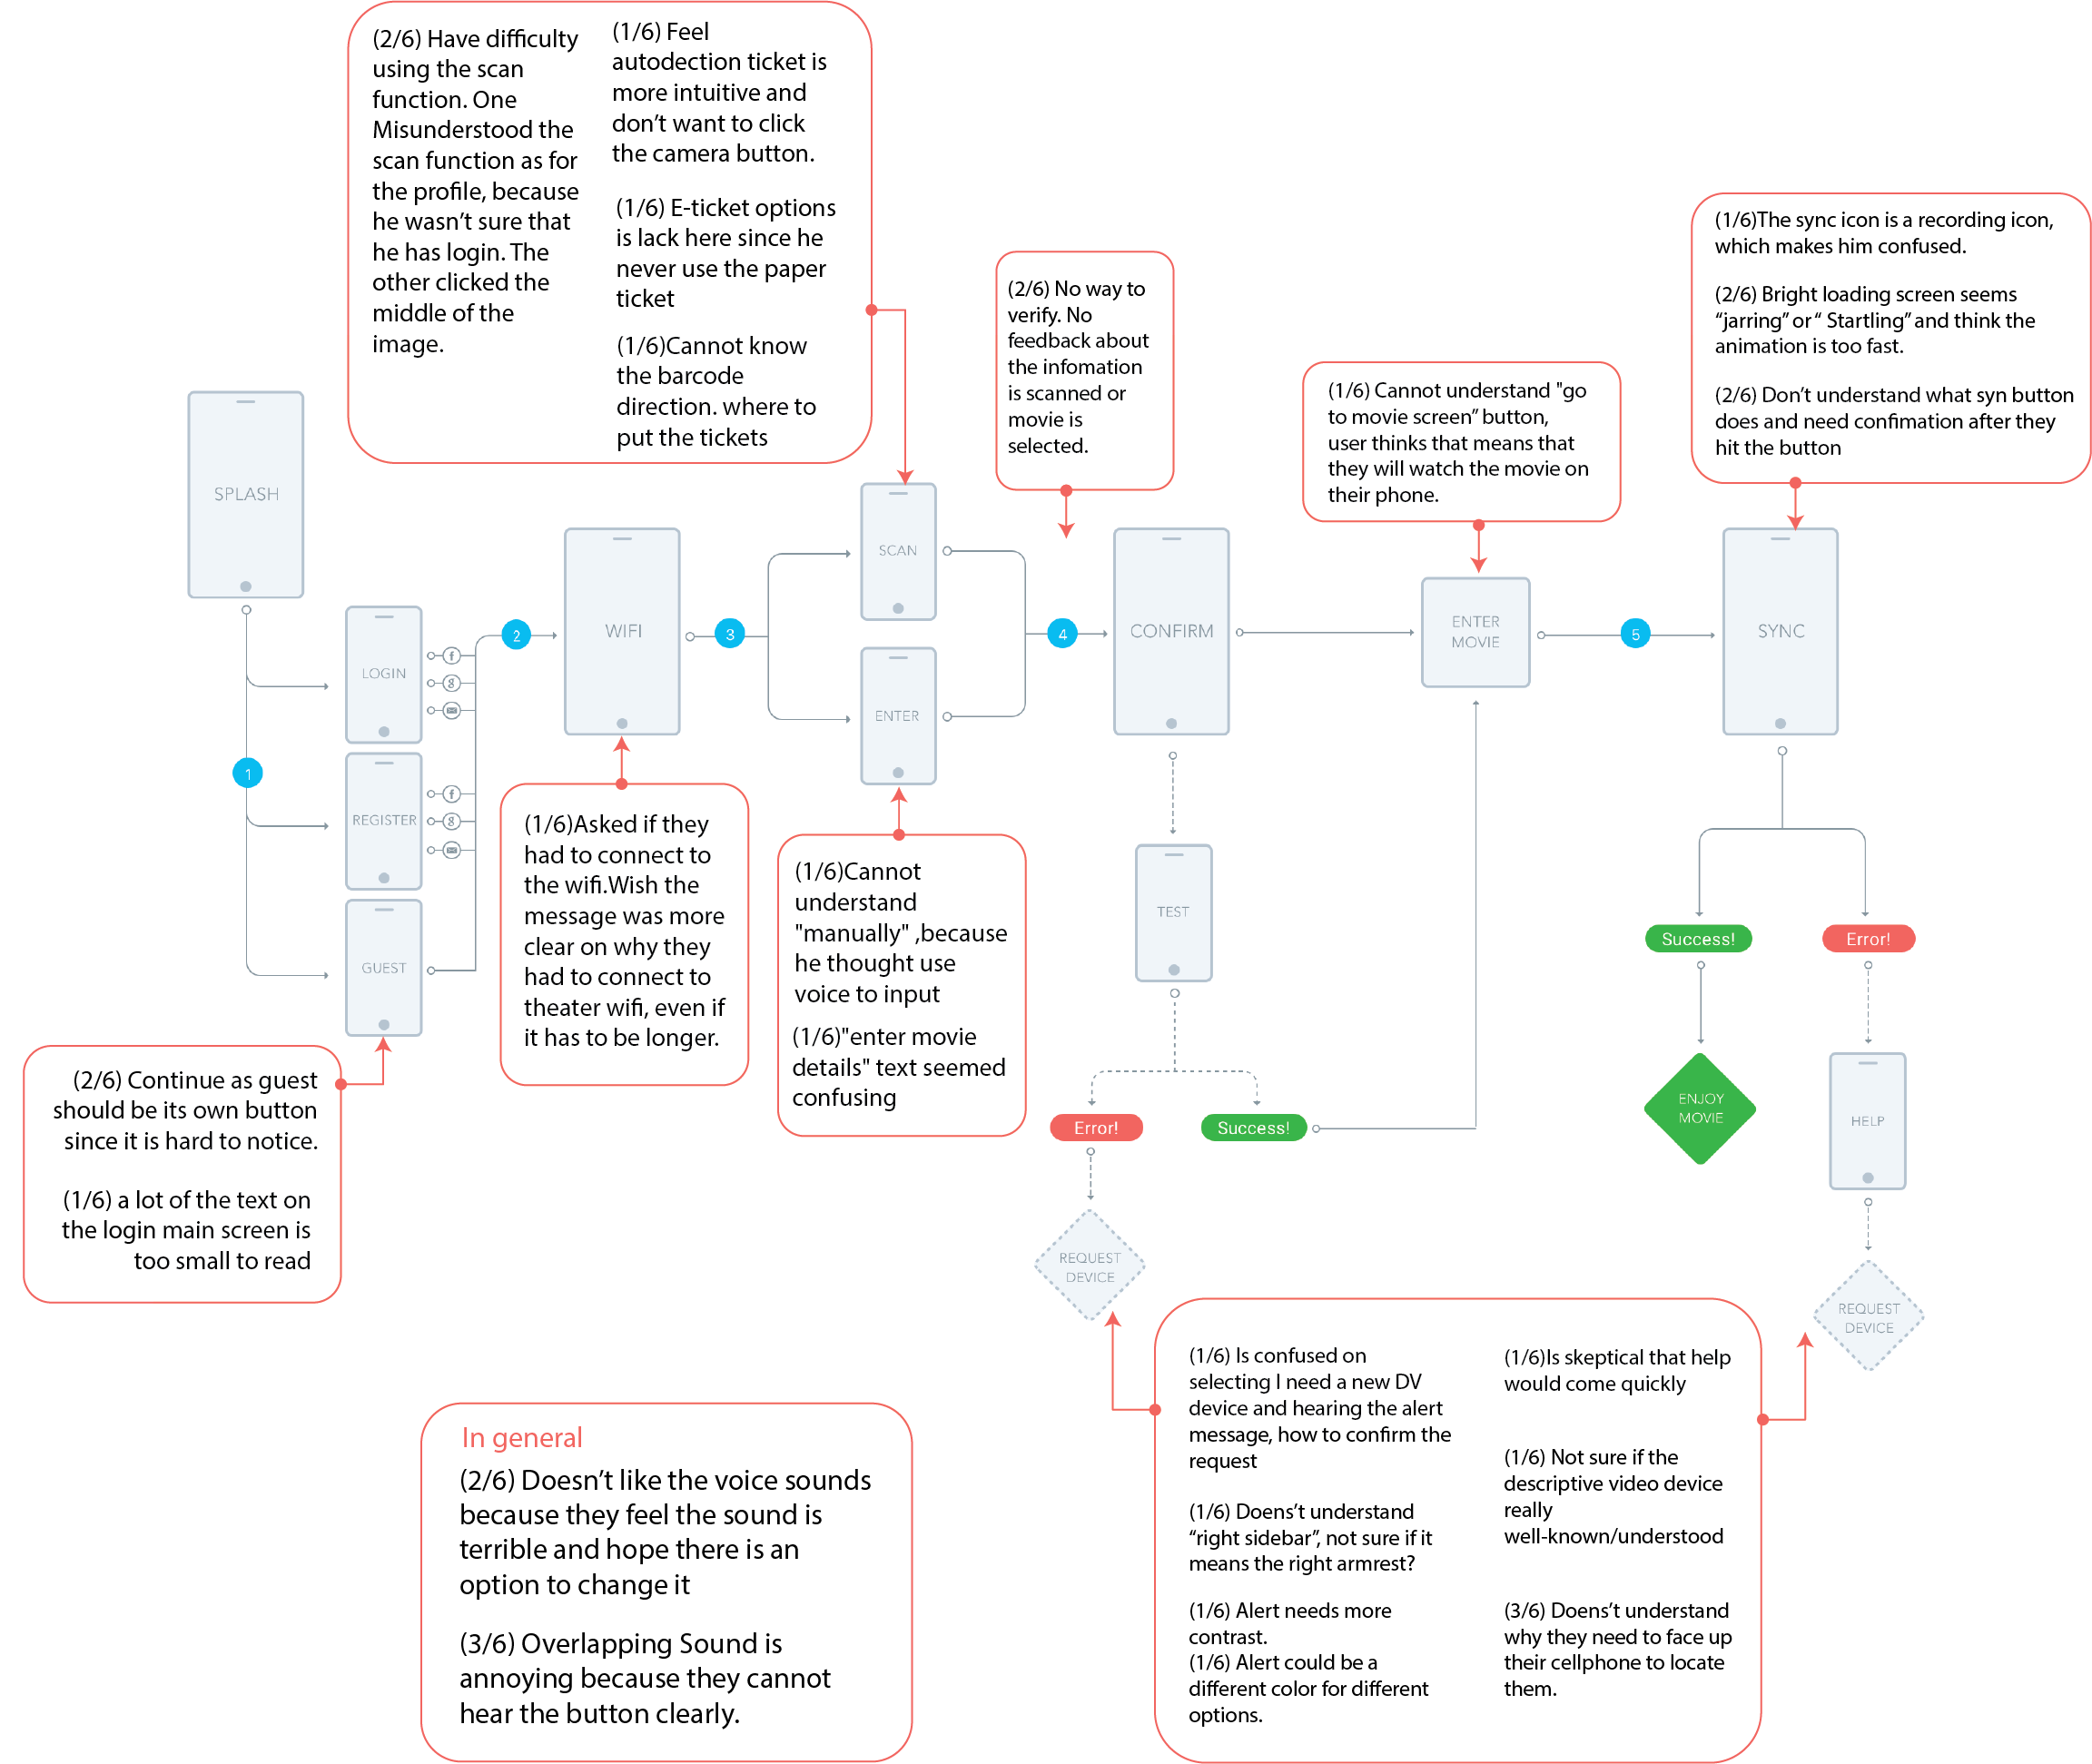 (2/6) Have difficulty
using the scan
function. One
Misunderstood the
scan function as for
the profile, because
he wasn’t sure that
he has login. The
other clicked the
middle of the
image.
(1/6) Feel
autodection ticket is
more intuitive and
don’t want to click
the camera button.
(1/6) E-ticket options
is lack here since he
never use the paper
ticket
(1/6)Cannot know
the barcode
direction. where to
put the tickets
(2/6) No way to
verify. No
feedback about
the infomation
is scanned or
movie is
selected.
(1/6) Cannot understand "go
to movie screen” button,
user thinks that means that
they will watch the movie on
their phone.
(1/6)The sync icon is a recording icon,
which makes him confused.
(2/6) Bright loading screen seems
“jarring” or “ Startling” and think the
animation is too fast.
(2/6) Don’t understand what syn button
does and need confimation after they
hit the button
SPLASH
1
LOGIN
f
g
REGISTER
f
g
GUEST
2
WIFI
3
SCAN
ENTER
4
CONFIRM
ENTER
MOVIE
5
SYNC
TEST
Error!
Success!
REQUEST
DEVICE
Success!
Error!
ENJOY
MOVIE
HELP
REQUEST
DEVICE
(2/6) Continue as guest
should be its own button
since it is hard to notice.
(1/6) a lot of the text on
the login main screen is
too small to read
(1/6)Asked if they
had to connect to
the wifi.Wish the
message was more
clear on why they
had to connect to
theater wifi, even if
it has to be longer.
(1/6)Cannot
understand
"manually" ,because
he thought use
voice to input
(1/6)"enter movie
details" text seemed
confusing
In general
(2/6) Doesn’t like the voice sounds
because they feel the sound is
terrible and hope there is an
option to change it
(3/6) Overlapping Sound is
annoying because they cannot
hear the button clearly.
(1/6) Is confused on
selecting I need a new DV
device and hearing the alert
message, how to confirm the
request
(1/6) Doens’t understand
“right sidebar”, not sure if it
means the right armrest?
(1/6) Alert needs more
contrast.
(1/6) Alert could be a
different color for different
options.
(1/6)Is skeptical that help
would come quickly
(1/6) Not sure if the
descriptive video device
really
well-known/understood
(3/6) Doens’t understand
why they need to face up
their cellphone to locate
them.